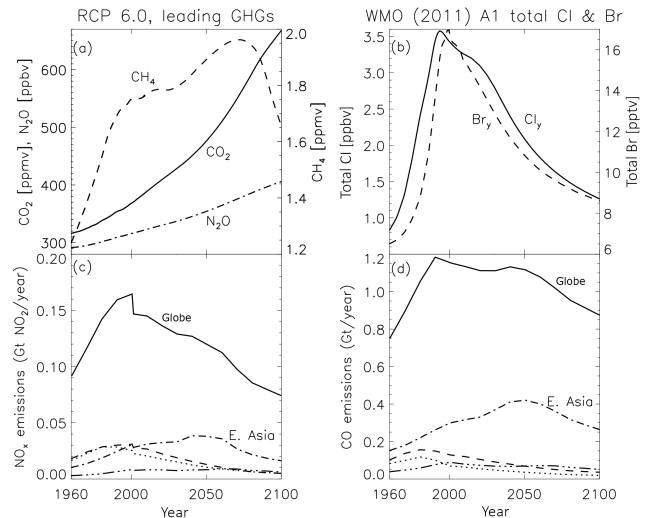 RCP 6.0, leading GHGs
WMO (2011) A1 total Cl & Br
(a)
CO2 [ppmv], N2O [ppbv]
600
500
400
300
CH4
CO2
N2O
2.0
1.8
1.6
1.4
1.2
CH4 [ppmv]
(b)
Total Cl [ppbv]
3.5
3.0
2.5
2.0
1.5
1.0
Bry
Cly
16
14
12
10
8
6
Total Br [pptv]
(c)
NOx emissions (Gt NO2/year)
0.20
0.15
0.10
0.05
0.00
Globe
E. Asia
1960
2000
2050
2100
Year
(d)
CO emissions (Gt/year)
1.2
1.0
0.8
0.6
0.4
0.2
0.0
Globe
E. Asia
1960
2000
2050
2100
Year